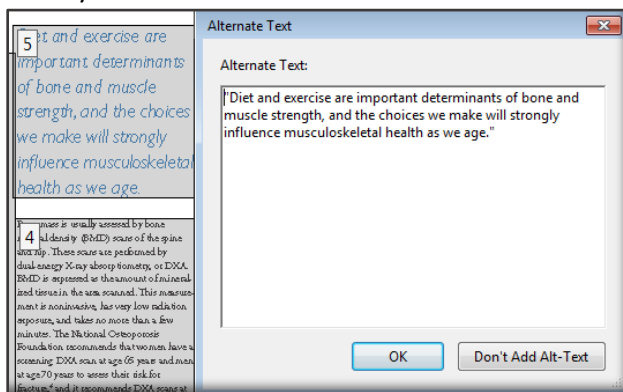 5
et and exercise are
important determinants
of bone and muscle
strength, and the choices
we make will strongly
influence musculoskeletal
health as we age.
4
mass is usually assessed by bone
al density (BMD) scans of the spine
and hip. These scans are performed by
dual-energy X-ray absorptiometry, or DXA.
BMD is expressed as the amount of mineral
ized tissue in the area scanned. This measure-
ment is noninvasive, has very low radiation
exposure, and takes no more than a few
minutes. The National Osteoporosis
Foundation recommends that women have a
screening DXA scan at age 65 years and men
at age 70 years to assess their risk for
fracture,4 and it recommends DXA scans at
Alternate Text
Alternate Text:
"Diet and exercise are important determinants of bone and
muscle strength, and the choices we make will strongly
influence musculoskeletal health as we age."
OK
Don't Add Alt-Text